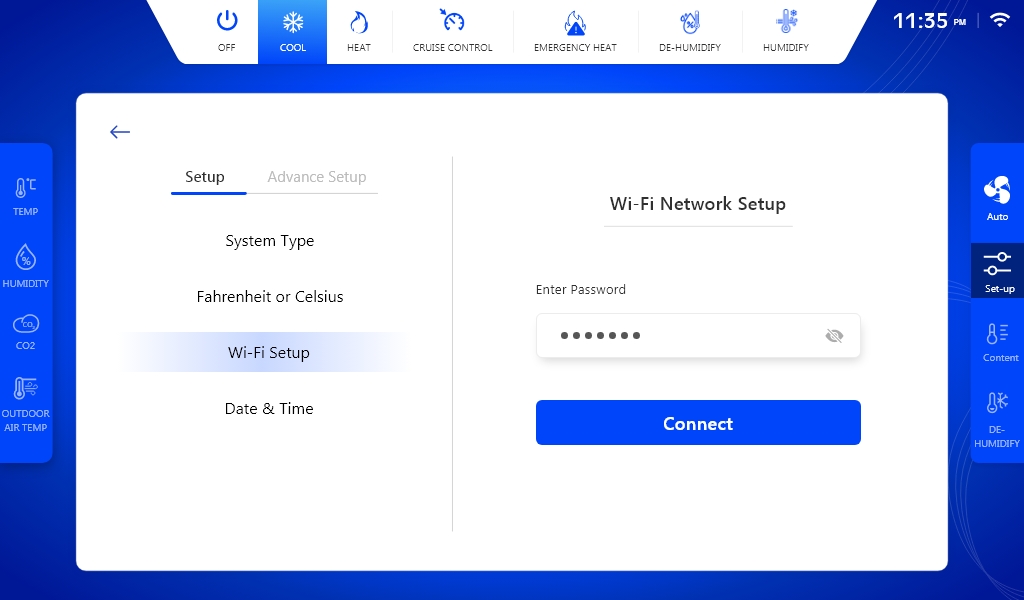 OFF
COOL
HEAT
CRUISE CONTROL
EMERGENCY HEAT
DE-HUMIDIFY
HUMIDIFY
11:35 PM
TEMP
%
HUMIDITY
CO2
CO2
OUTDOOR
AIR TEMP
Setup
Advance Setup
System Type
Fahrenheit or Celsius
Wi-Fi Setup
Date & Time
Wi-Fi Network Setup
Enter Password
•••••••
Connect
Auto
Set-up
Content
DE-
HUMIDIFY